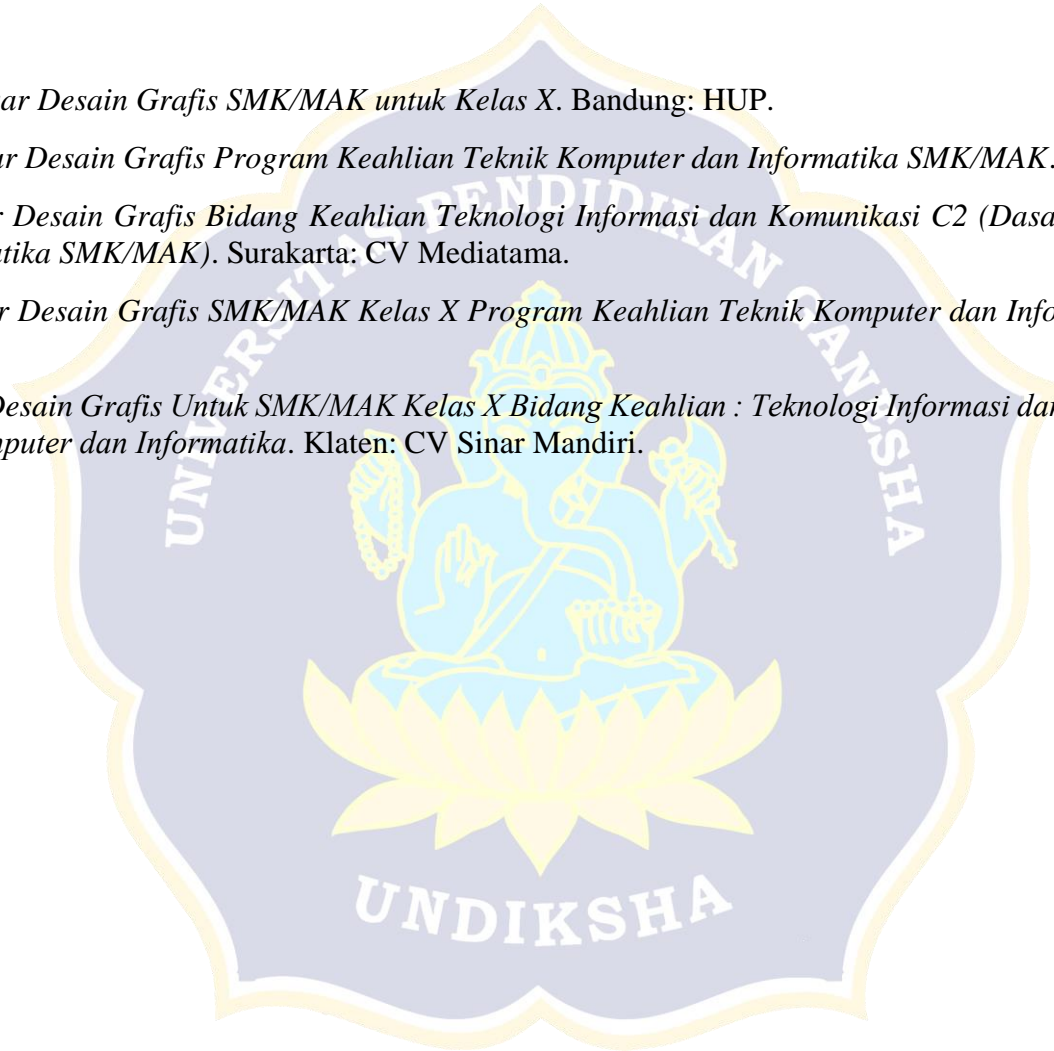 ar Desain Grafis SMK/MAK untuk Kelas X. Bandung: HUP.
ar Desain Grafis Program Keahlian Teknik Komputer dan Informatika SMK/MAK.
r Desain Grafis Bidang Keahlian Teknologi Informasi dan Komunikasi C2 (Dasa
atika SMK/MAK). Surakarta: CV Mediatama.
r Desain Grafis SMK/MAK Kelas X Program Keahlian Teknik Komputer dan Info
Desain Grafis Untuk SMK/MAK Kelas X Bidang Keahlian : Teknologi Informasi dan
mputer dan Informatika. Klaten: CV Sinar Mandiri.
UNIVERSITAS PENDIDIKAN GANESHA
UNDIKSHA